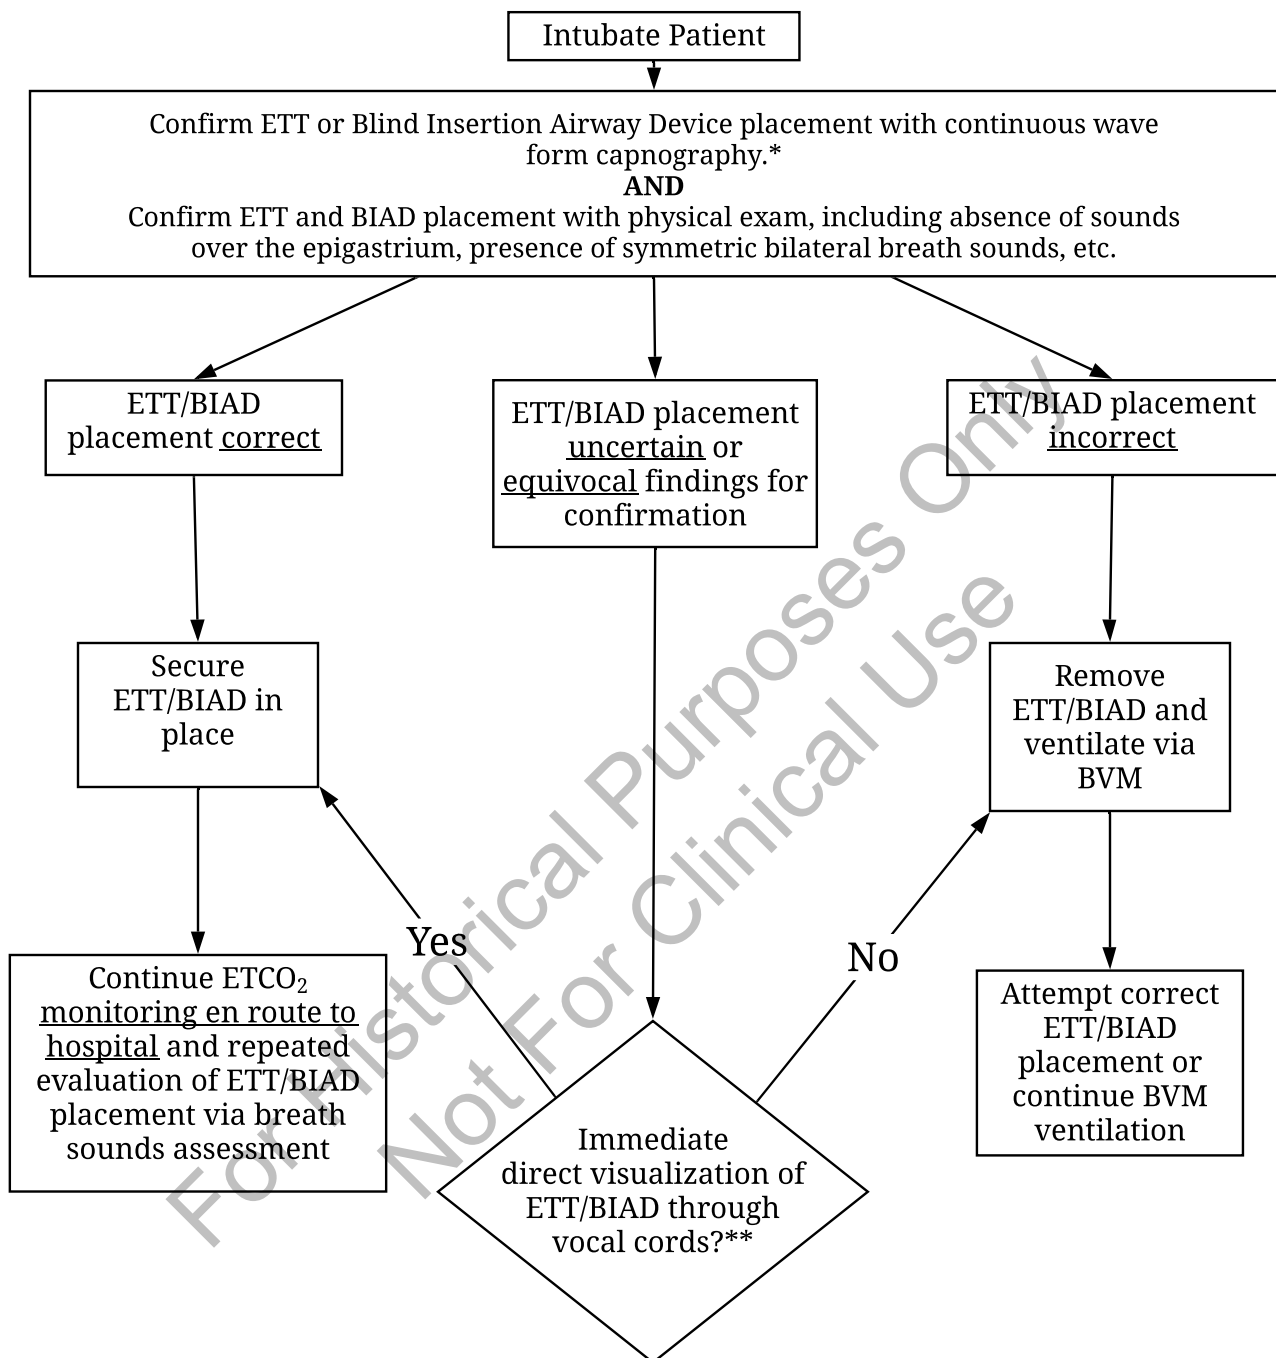 Intubate Patient
Confirm ETT or Blind Insertion Airway Device placement with continuous wave
form capnography.*
AND
Confirm ETT and BIAD placement with physical exam, including absence of sounds
over the epigastrium, presence of symmetric bilateral breath sounds, etc.
ETT/BIAD
placement correct
ETT/BIAD placement
uncertain or
equivocal findings for
confirmation
ETT/BIAD placement
incorrect
Secure
ETT/BIAD in
place
Remove
ETT/BIAD and
ventilate via
BVM
Yes
No
Continue ETCO₂
monitoring en route to
hospital and repeated
evaluation of ETT/BIAD
placement via breath
sounds assessment
Immediate
direct visualization of
ETT/BIAD through
vocal cords?**
Attempt correct
ETT/BIAD
placement or
continue BVM
ventilation
For Historical Purposes Only
Not For Clinical Use